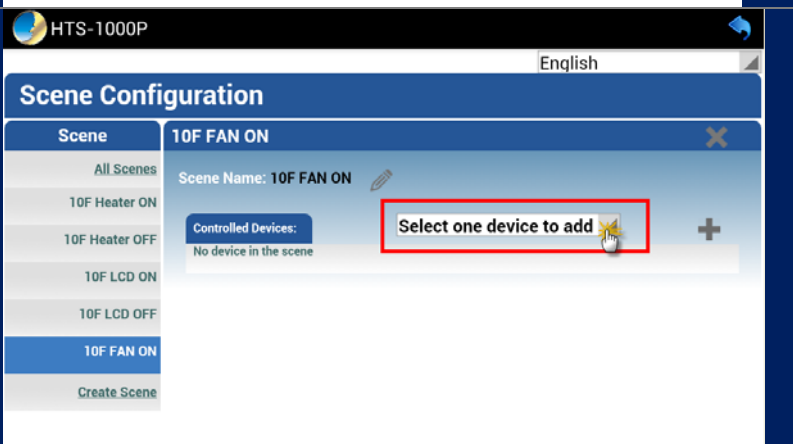 HTS-1000P
English
Scene Configuration
Scene
All Scenes
10F Heater ON
10F Heater OFF
10F LCD ON
10F LCD OFF
10F FAN ON
Create Scene
10F FAN ON
Scene Name: 10F FAN ON
Controlled Devices:
Select one device to add
No device in the scene